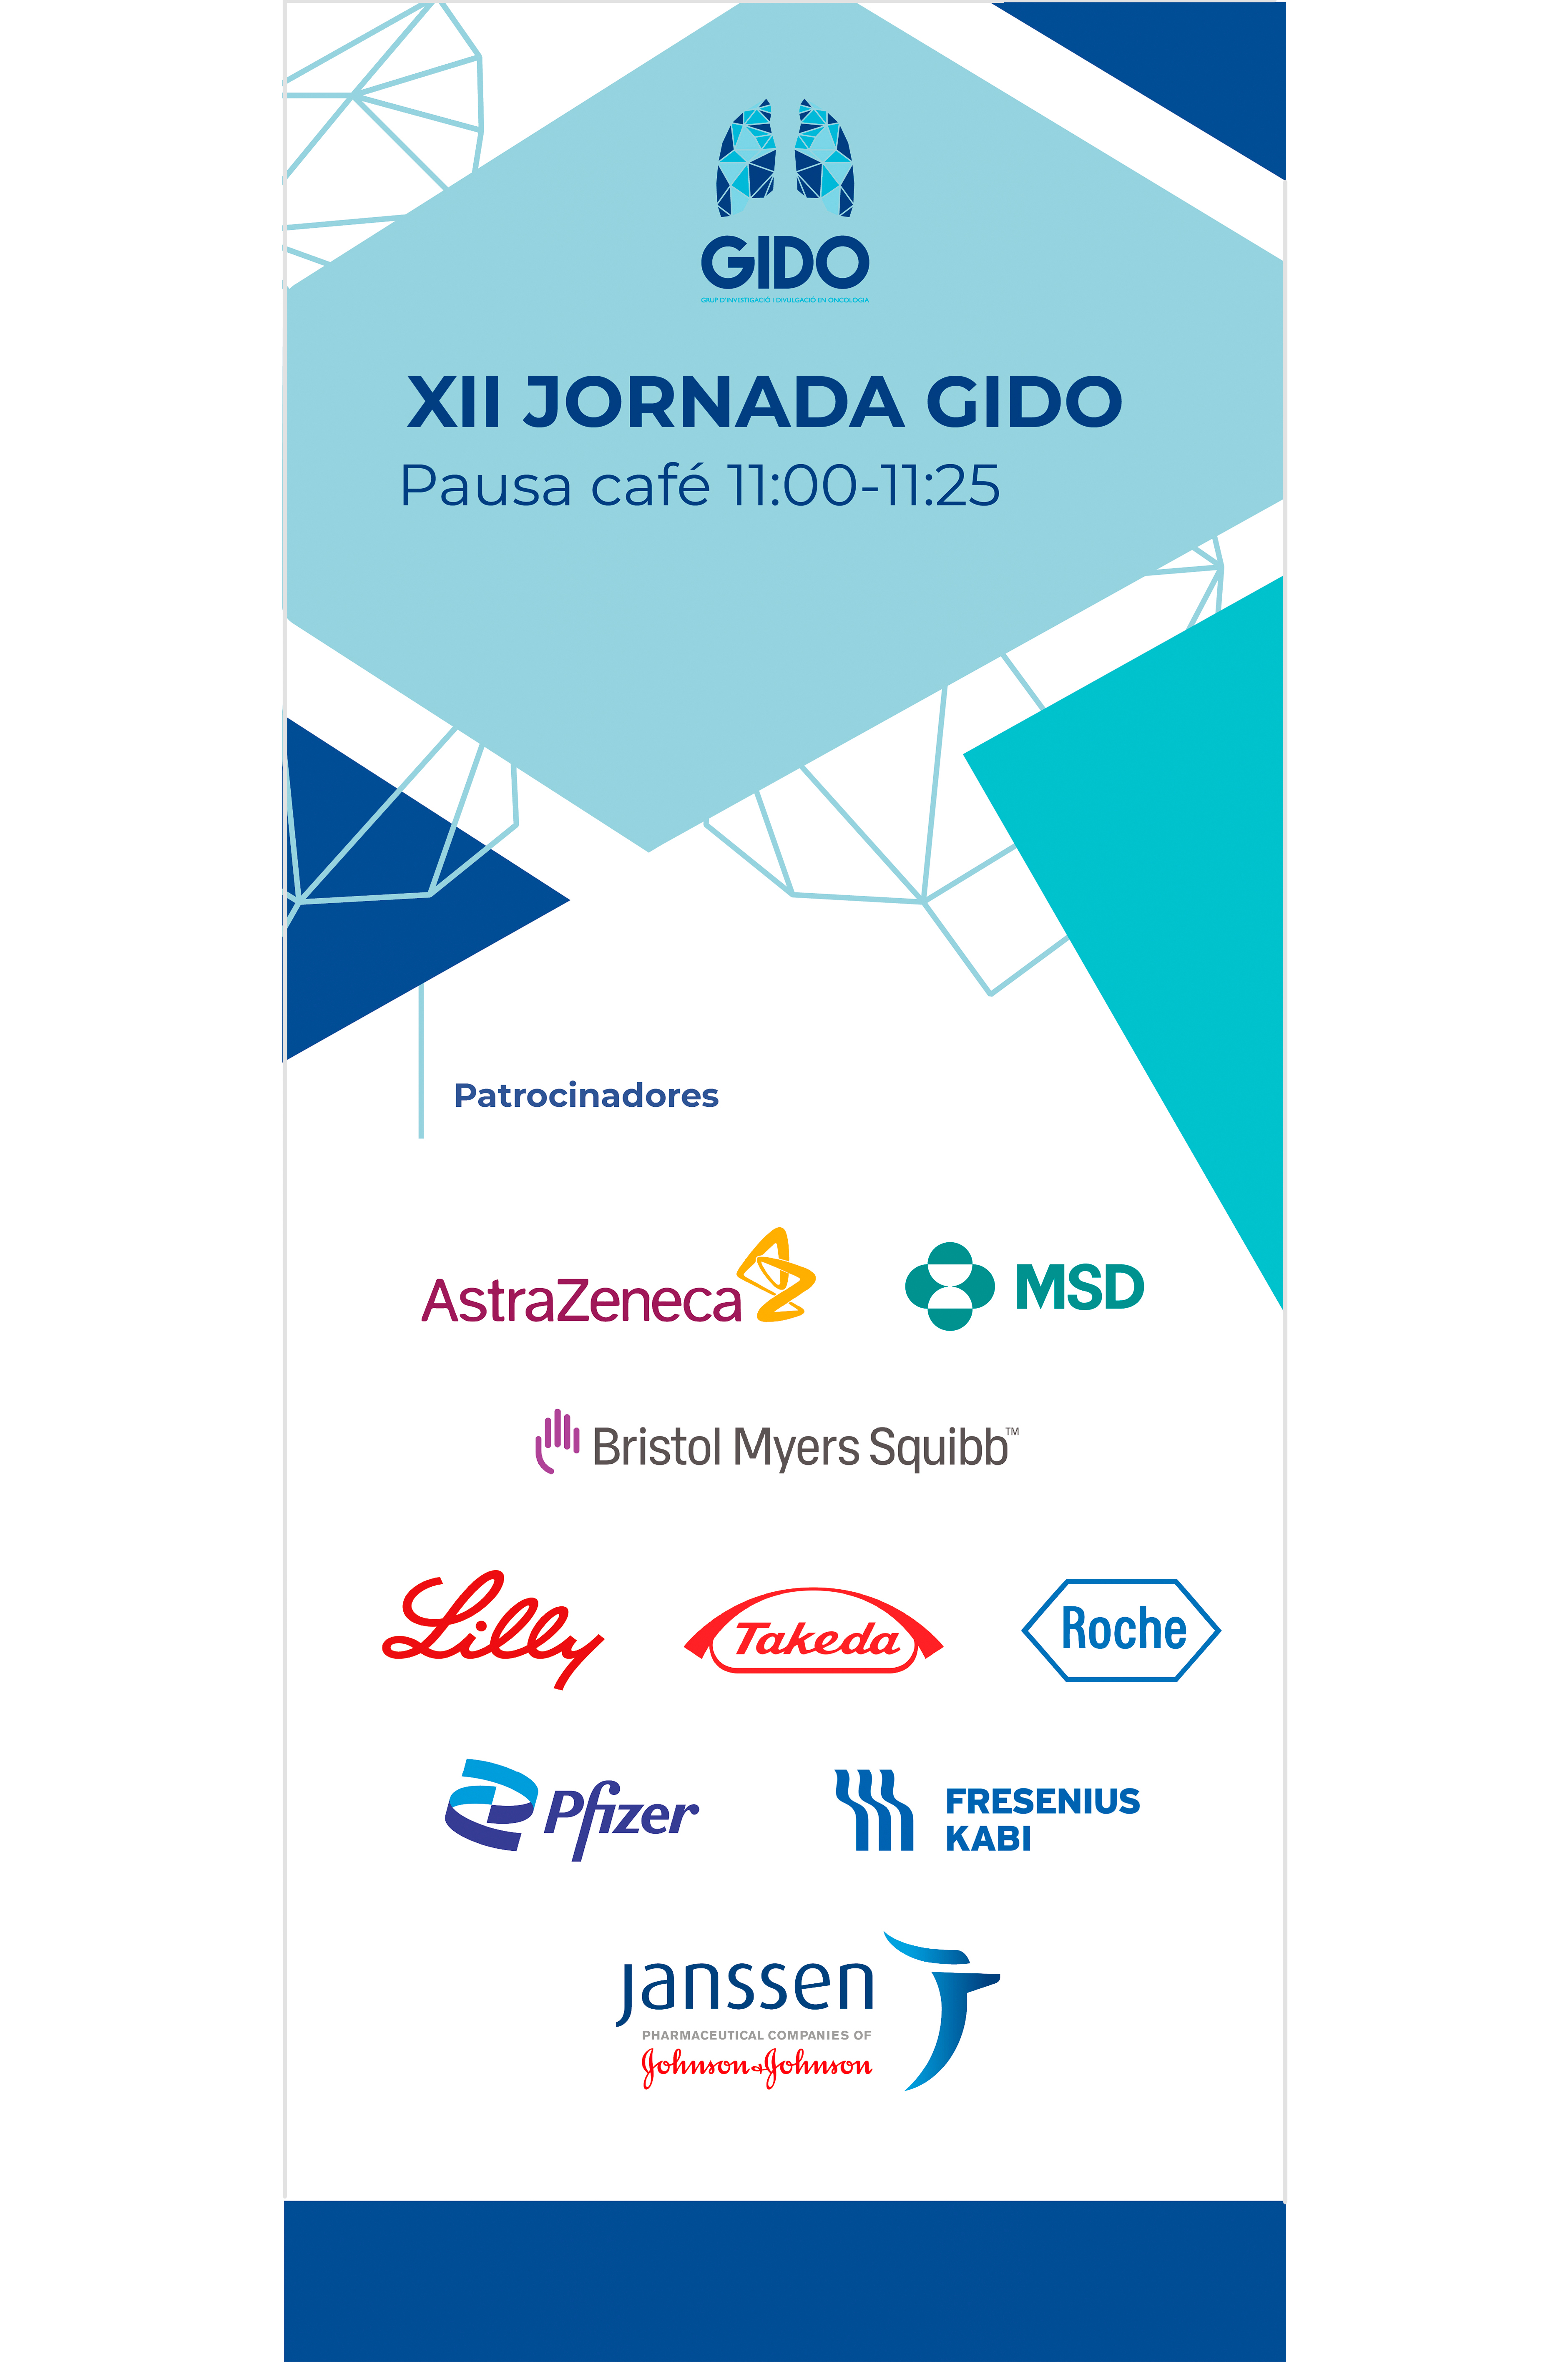 GIDO
GRUP D'INVESTIGACIÓ I DIVULGACIÓ EN ONCOLOGIA
XII JORNADA GIDO
Pausa café 11:00-11:25
Patrocinadores
AstraZeneca
MSD
Bristol Myers Squibb™
Lilly
Takeda
Roche
Pfizer
FRESENIUS
KABI
janssen
PHARMACEUTICAL COMPANIES OF
Johnson & Johnson